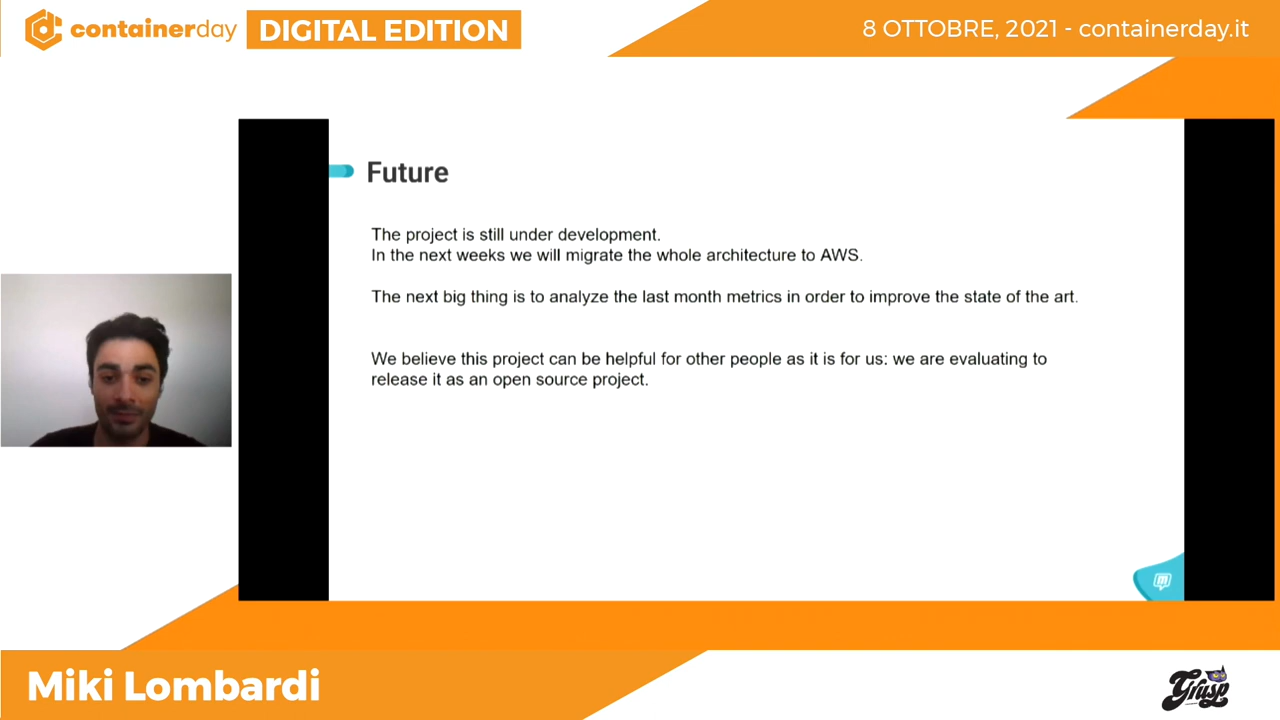 containerday DIGITAL EDITION
8 OTTOBRE, 2021 - containerday.it
Future
The project is still under development.
In the next weeks we will migrate the whole architecture to AWS.
The next big thing is to analyze the last month metrics in order to improve the state of the art.
We believe this project can be helpful for other people as it is for us: we are evaluating to
release it as an open source project.
Miki Lombardi
Grusp